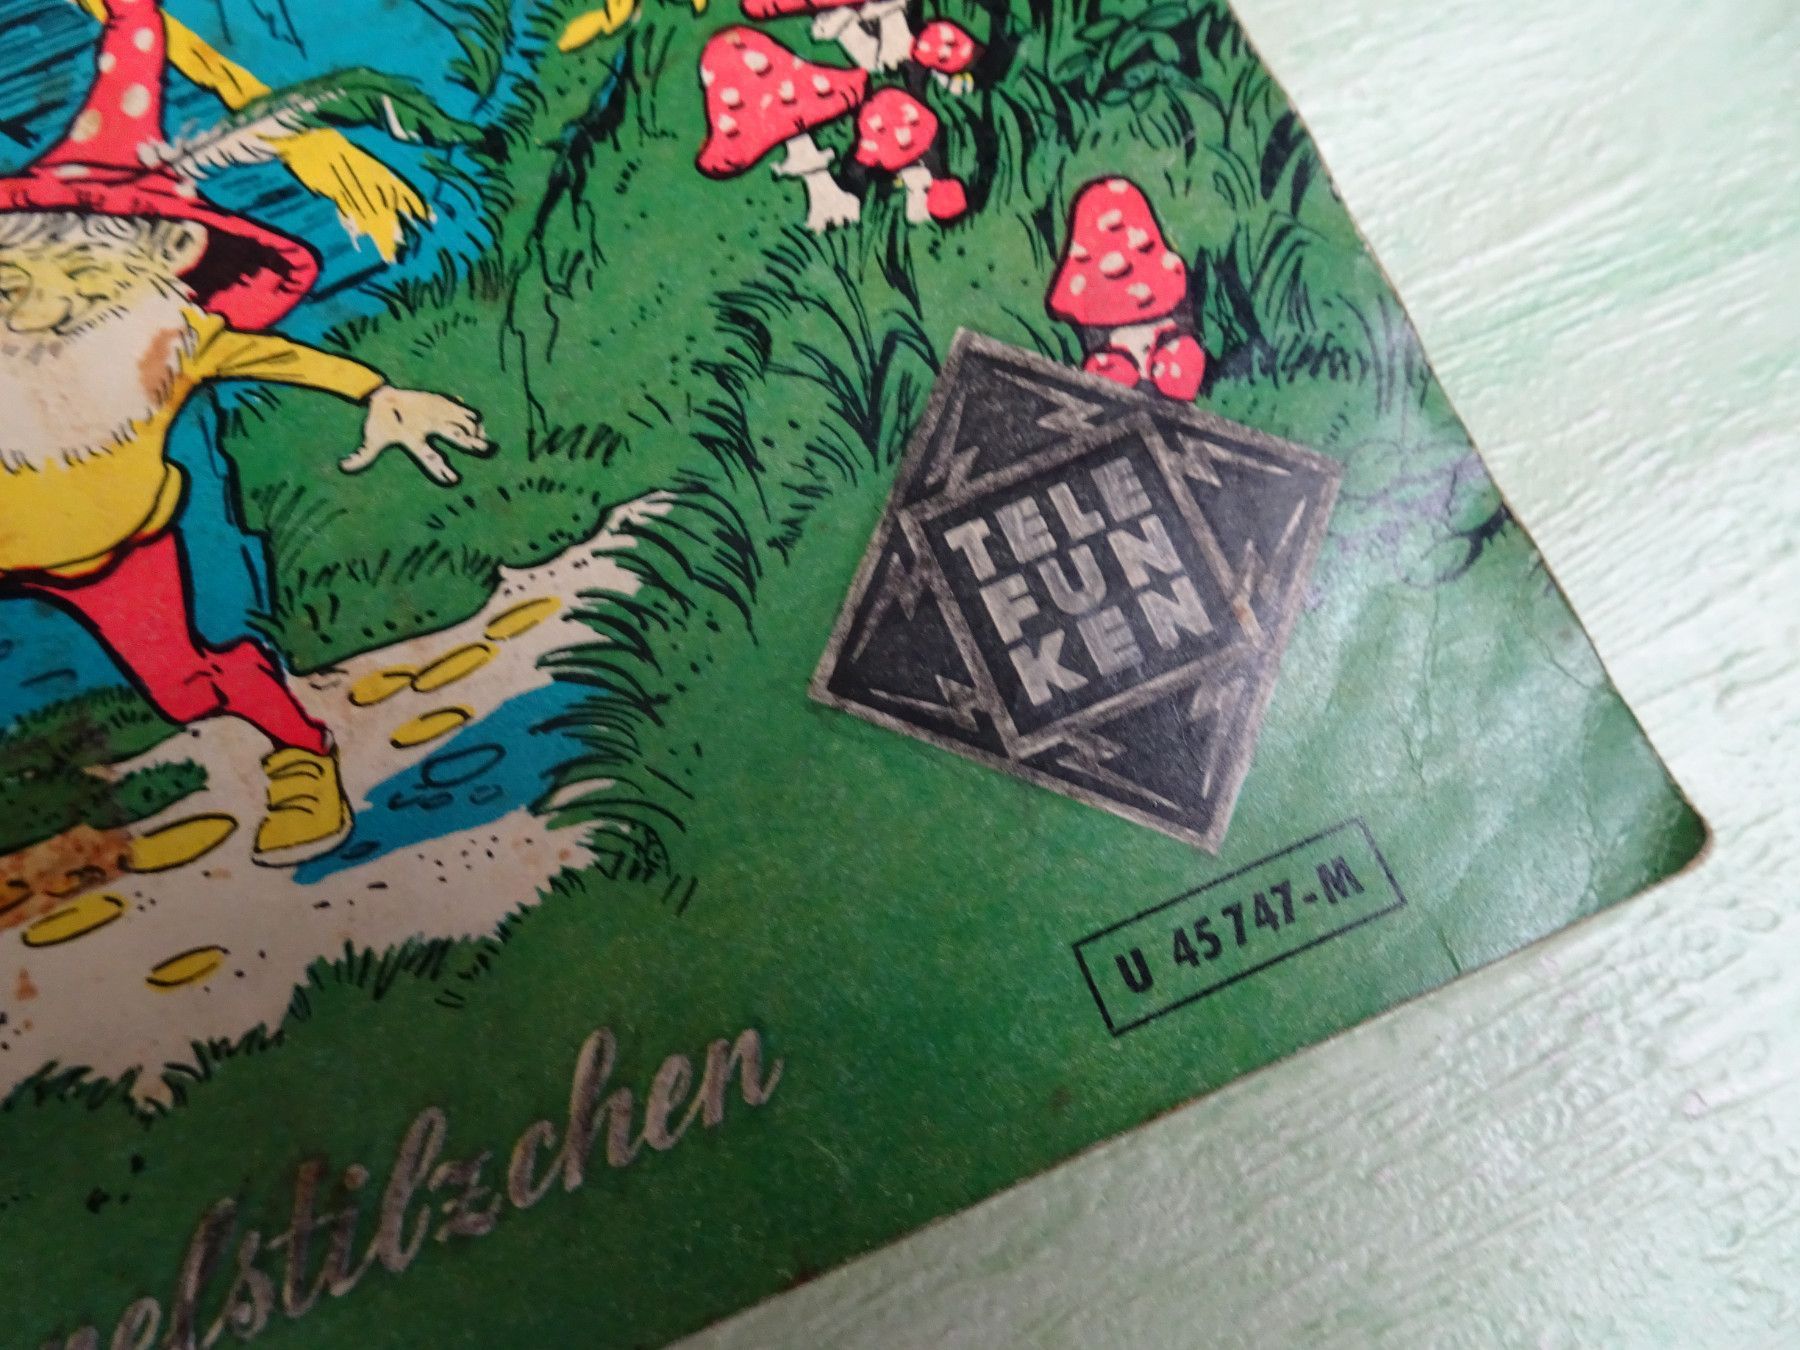 TELE
FUN
KEN
U 45747-M
elstilzchen